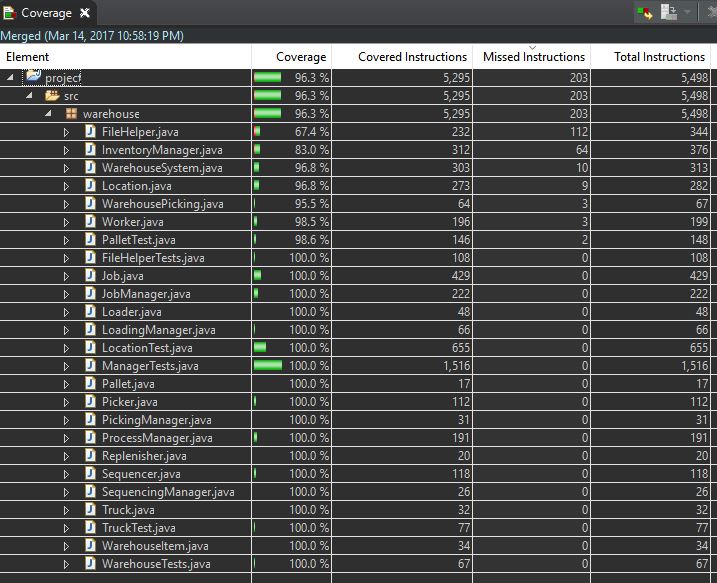 Coverage
Merged (Mar 14, 2017 10:58:19 PM)
Element Coverage Covered Instructions Missed Instructions Total Instructions
project 96.3 % 5,295 203 5,498
src 96.3 % 5,295 203 5,498
warehouse 96.3 % 5,295 203 5,498
FileHelper.java 67.4 % 232 112 344
InventoryManager.java 83.0 % 312 64 376
WarehouseSystem.java 96.8 % 303 10 313
Location.java 96.8 % 273 9 282
WarehousePicking.java 95.5 % 64 3 67
Worker.java 98.5 % 196 3 199
PalletTest.java 98.6 % 146 2 148
FileHelperTests.java 100.0 % 108 0 108
Job.java 100.0 % 429 0 429
JobManager.java 100.0 % 222 0 222
Loader.java 100.0 % 48 0 48
LoadingManager.java 100.0 % 66 0 66
LocationTest.java 100.0 % 655 0 655
ManagerTests.java 100.0 % 1,516 0 1,516
Pallet.java 100.0 % 17 0 17
Picker.java 100.0 % 112 0 112
PickingManager.java 100.0 % 31 0 31
ProcessManager.java 100.0 % 191 0 191
Replenisher.java 100.0 % 20 0 20
Sequencer.java 100.0 % 118 0 118
SequencingManager.java 100.0 % 26 0 26
Truck.java 100.0 % 32 0 32
TruckTest.java 100.0 % 77 0 77
WarehouseItem.java 100.0 % 34 0 34
WarehouseTests.java 100.0 % 67 0 67